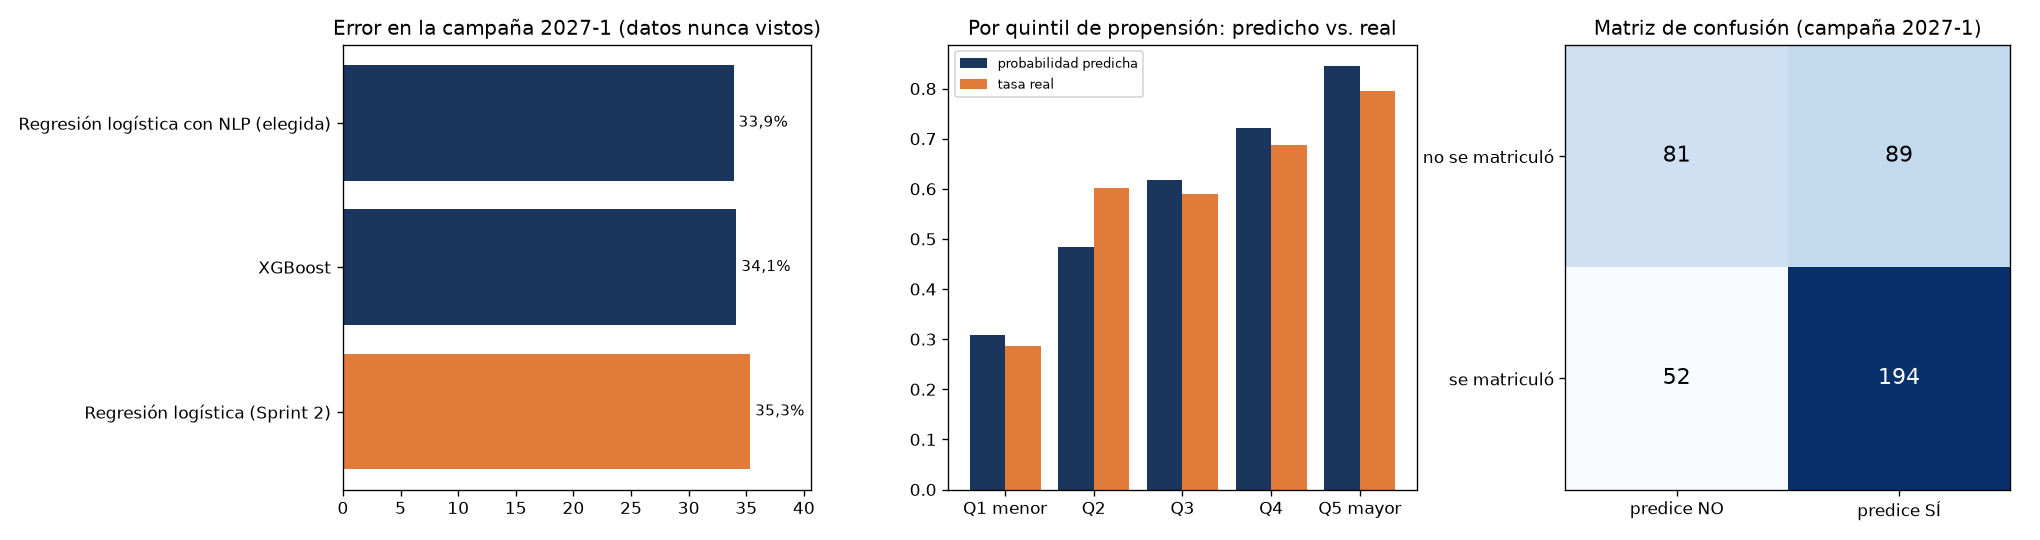 Error en la campaña 2027-1 (datos nunca vistos)
Regresión logística con NLP (elegida)
33,9%
XGBoost
34,1%
Regresión logística (Sprint 2)
35,3%
0 5 10 15 20 25 30 35 40
Por quintil de propensión: predicho vs. real
probabilidad predicha
tasa real
0.8
0.7
0.6
0.5
0.4
0.3
0.2
0.1
0.0
Q1 menor Q2 Q3 Q4 Q5 mayor
Matriz de confusión (campaña 2027-1)
no se matriculó 81 89
se matriculó 52 194
predice NO predice SÍ